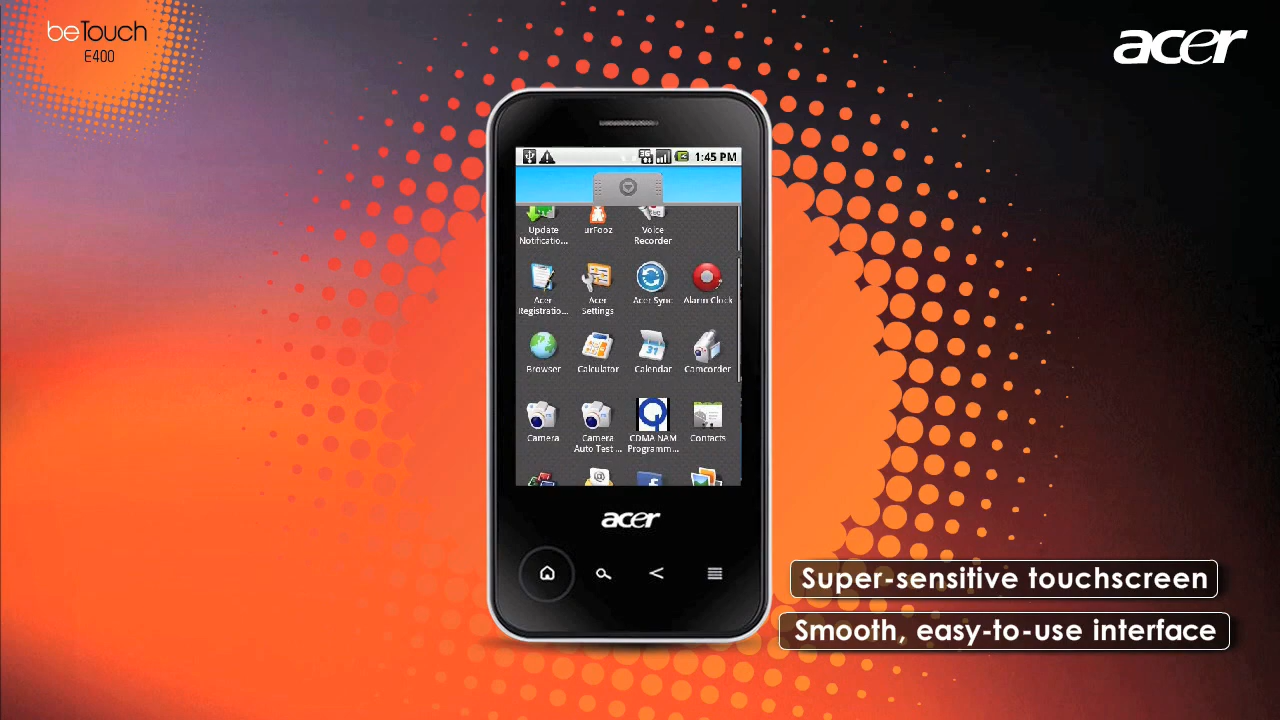 beTouch
E400
acer
1:45 PM
Update
Notificatio...
urFooz
Voice
Recorder
Acer
Registratio...
Acer
Settings
Acer Sync
Alarm Clock
Browser
Calculator
31
Calendar
Camcorder
Camera
Camera
Auto Test ...
CDMA NAM
Programm...
Contacts
acer
Super-sensitive touchscreen
Smooth, easy-to-use interface